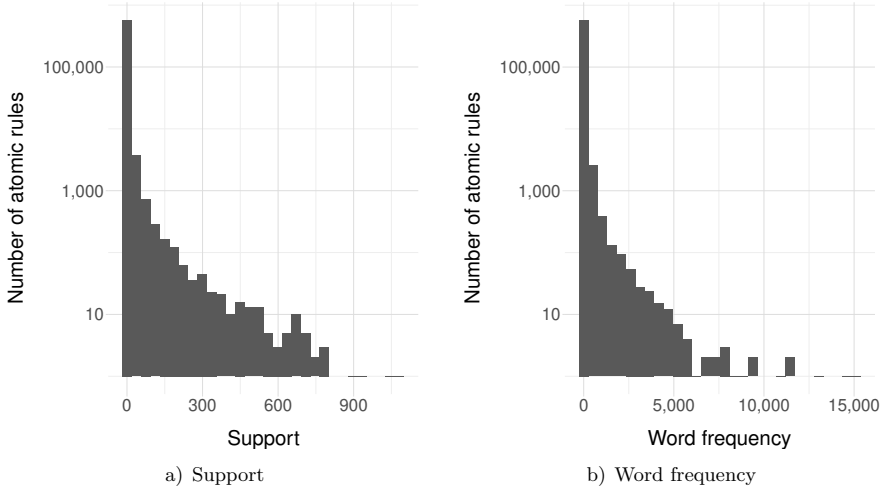 Number of atomic rules
100,000
1,000
10
0 300 600 900
Support
a) Support
Number of atomic rules
100,000
1,000
10
0 5,000 10,000 15,000
Word frequency
b) Word frequency